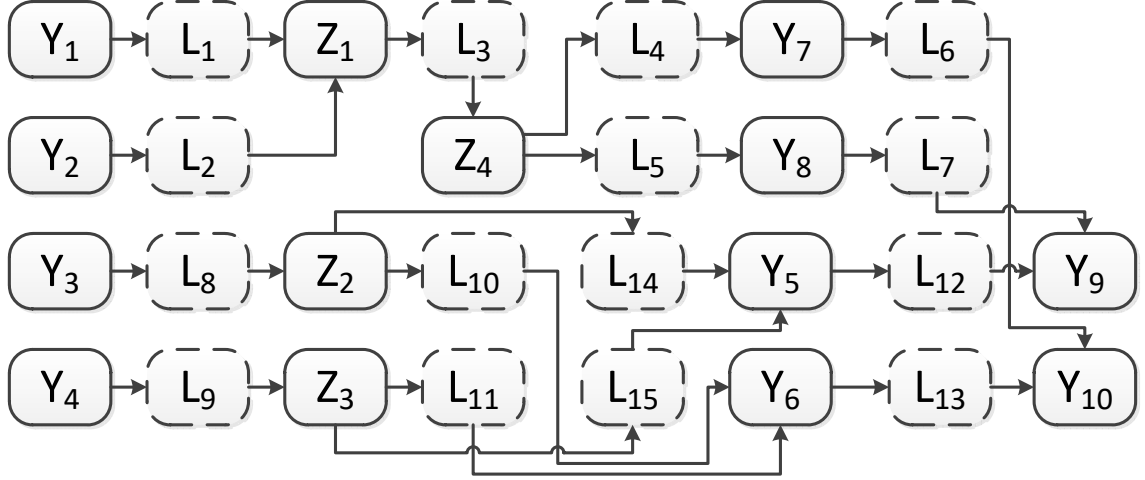 Y₁ L₁ Z₁ L₃ L₄ Y₇ L₆
Y₂ L₂ Z₄ L₅ Y₈ L₇
Y₃ L₈ Z₂ L₁₀ L₁₄ Y₅ L₁₂ Y₉
Y₄ L₉ Z₃ L₁₁ L₁₅ Y₆ L₁₃ Y₁₀